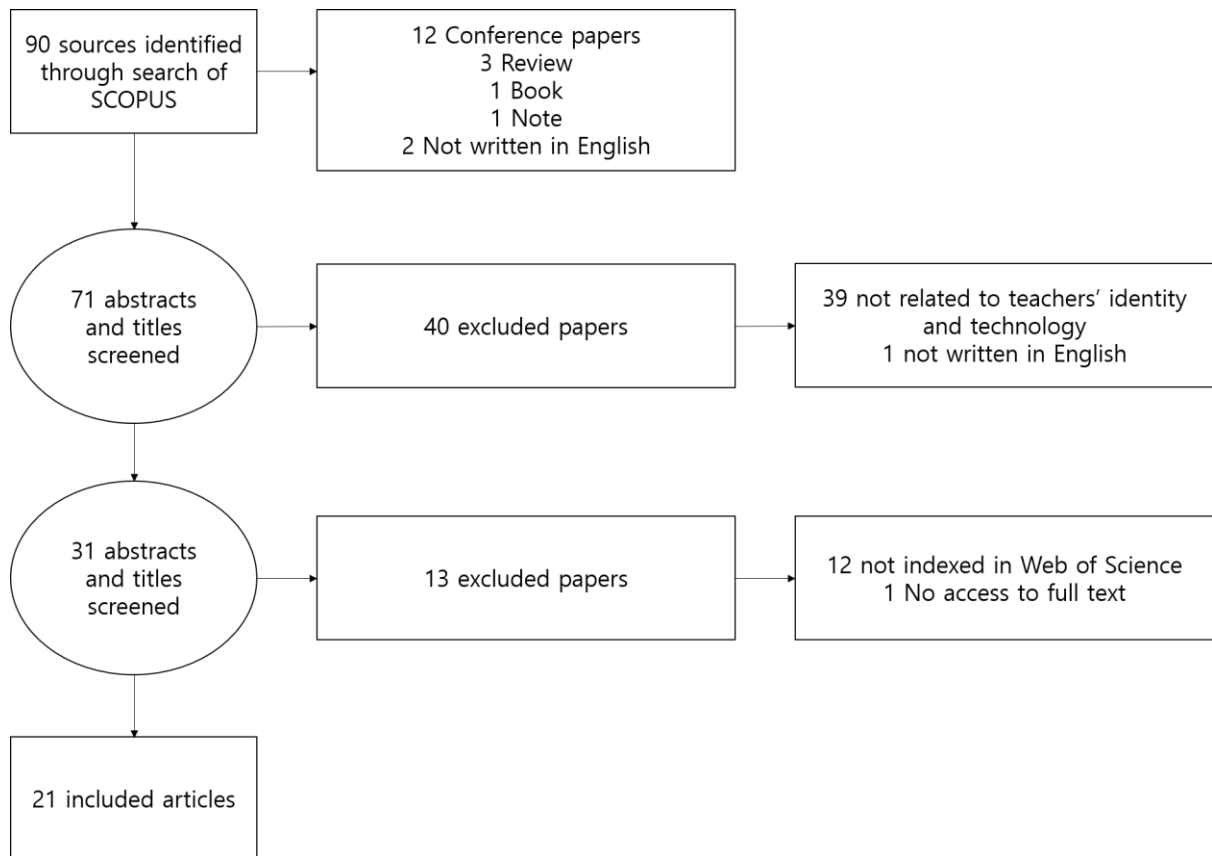 90 sources identified
through search of
SCOPUS
12 Conference papers
3 Review
1 Book
1 Note
2 Not written in English
71 abstracts
and titles
screened
40 excluded papers
39 not related to teachers’ identity
and technology
1 not written in English
31 abstracts
and titles
screened
13 excluded papers
12 not indexed in Web of Science
1 No access to full text
21 included articles